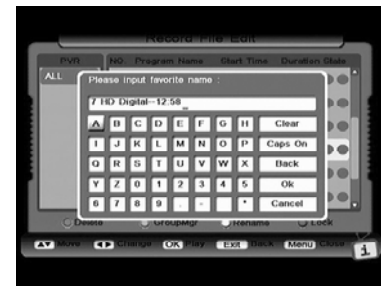 Record File Edit
PVR NO. Program Name Start Time Duration State
ALL
Please input favorite name :
7 HD Digital--12:58
A B C D E F G H Clear
I J K L M N O P Caps On
Q R S T U V W X Back
Y Z 0 1 2 3 4 5 Ok
6 7 8 9 . - * Cancel
Delete GroupMgr Rename Lock
Move Change OK Play Exit Back Menu Close
i